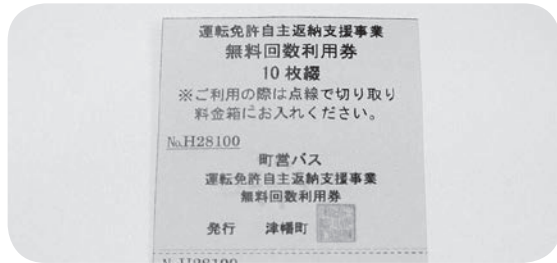 運転免許自主返納支援事業
無料回数利用券
10枚綴
※ご利用の際は点線で切り取り
料金箱にお入れください。
No.H28100
町営バス
運転免許自主返納支援事業
無料回数利用券
発行 津幡町
No.H28100